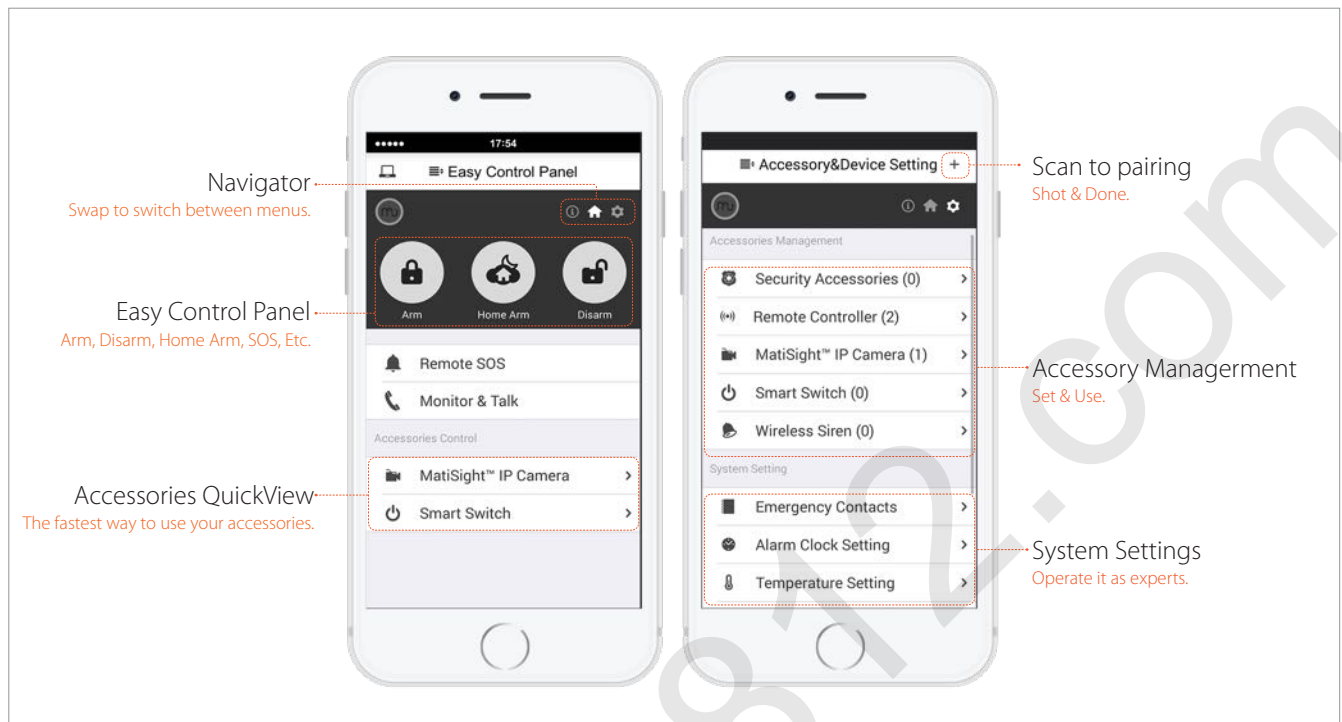 Navigator
Swap to switch between menus.
Easy Control Panel
Arm, Disarm, Home Arm, SOS, Etc.
Accessories QuickView
The fastest way to use your accessories.
17:54
Easy Control Panel
Arm
Home Arm
Disarm
Remote SOS
Monitor & Talk
Accessories Control
MatiSight™ IP Camera
Smart Switch
Accessory&Device Setting +
Accessories Management
Security Accessories (0)
Remote Controller (2)
MatiSight™ IP Camera (1)
Smart Switch (0)
Wireless Siren (0)
System Setting
Emergency Contacts
Alarm Clock Setting
Temperature Setting
Scan to pairing
Shot & Done.
Accessory Managerment
Set & Use.
System Settings
Operate it as experts.
812.com